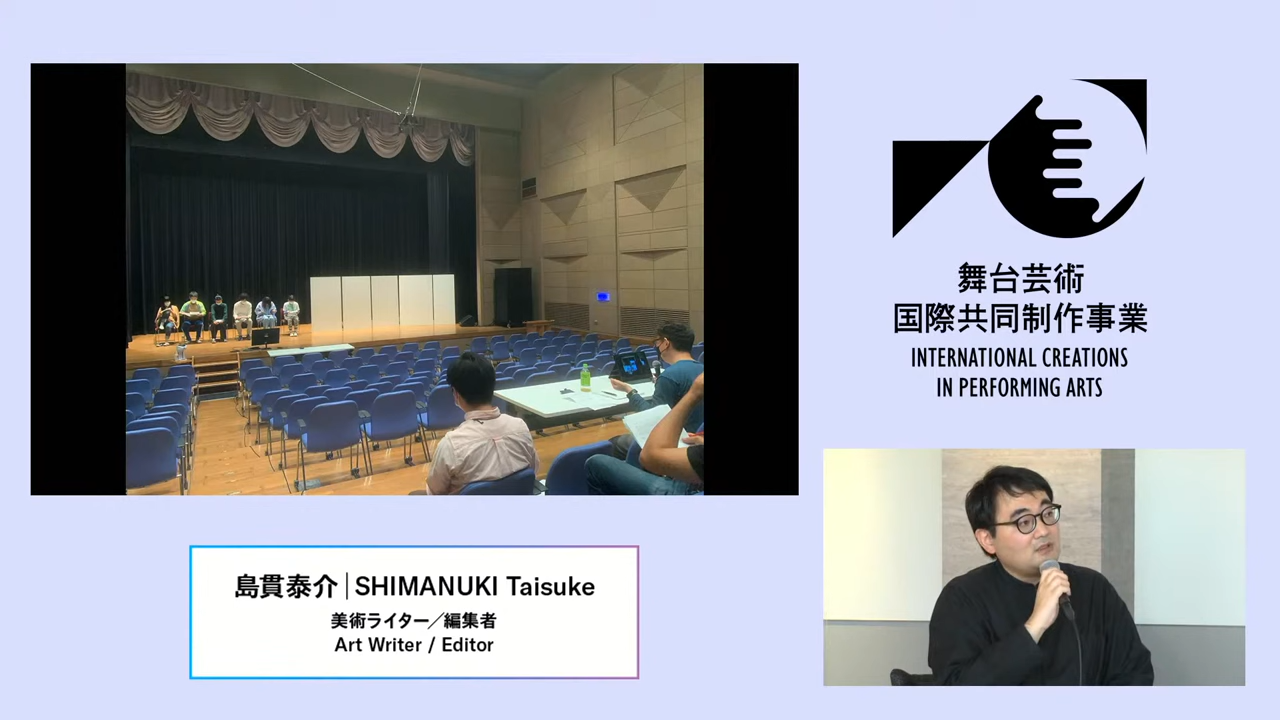 舞台芸術
国際共同制作事業
INTERNATIONAL CREATIONS
IN PERFORMING ARTS
島貫泰介|SHIMANUKI Taisuke
美術ライター／編集者
Art Writer / Editor